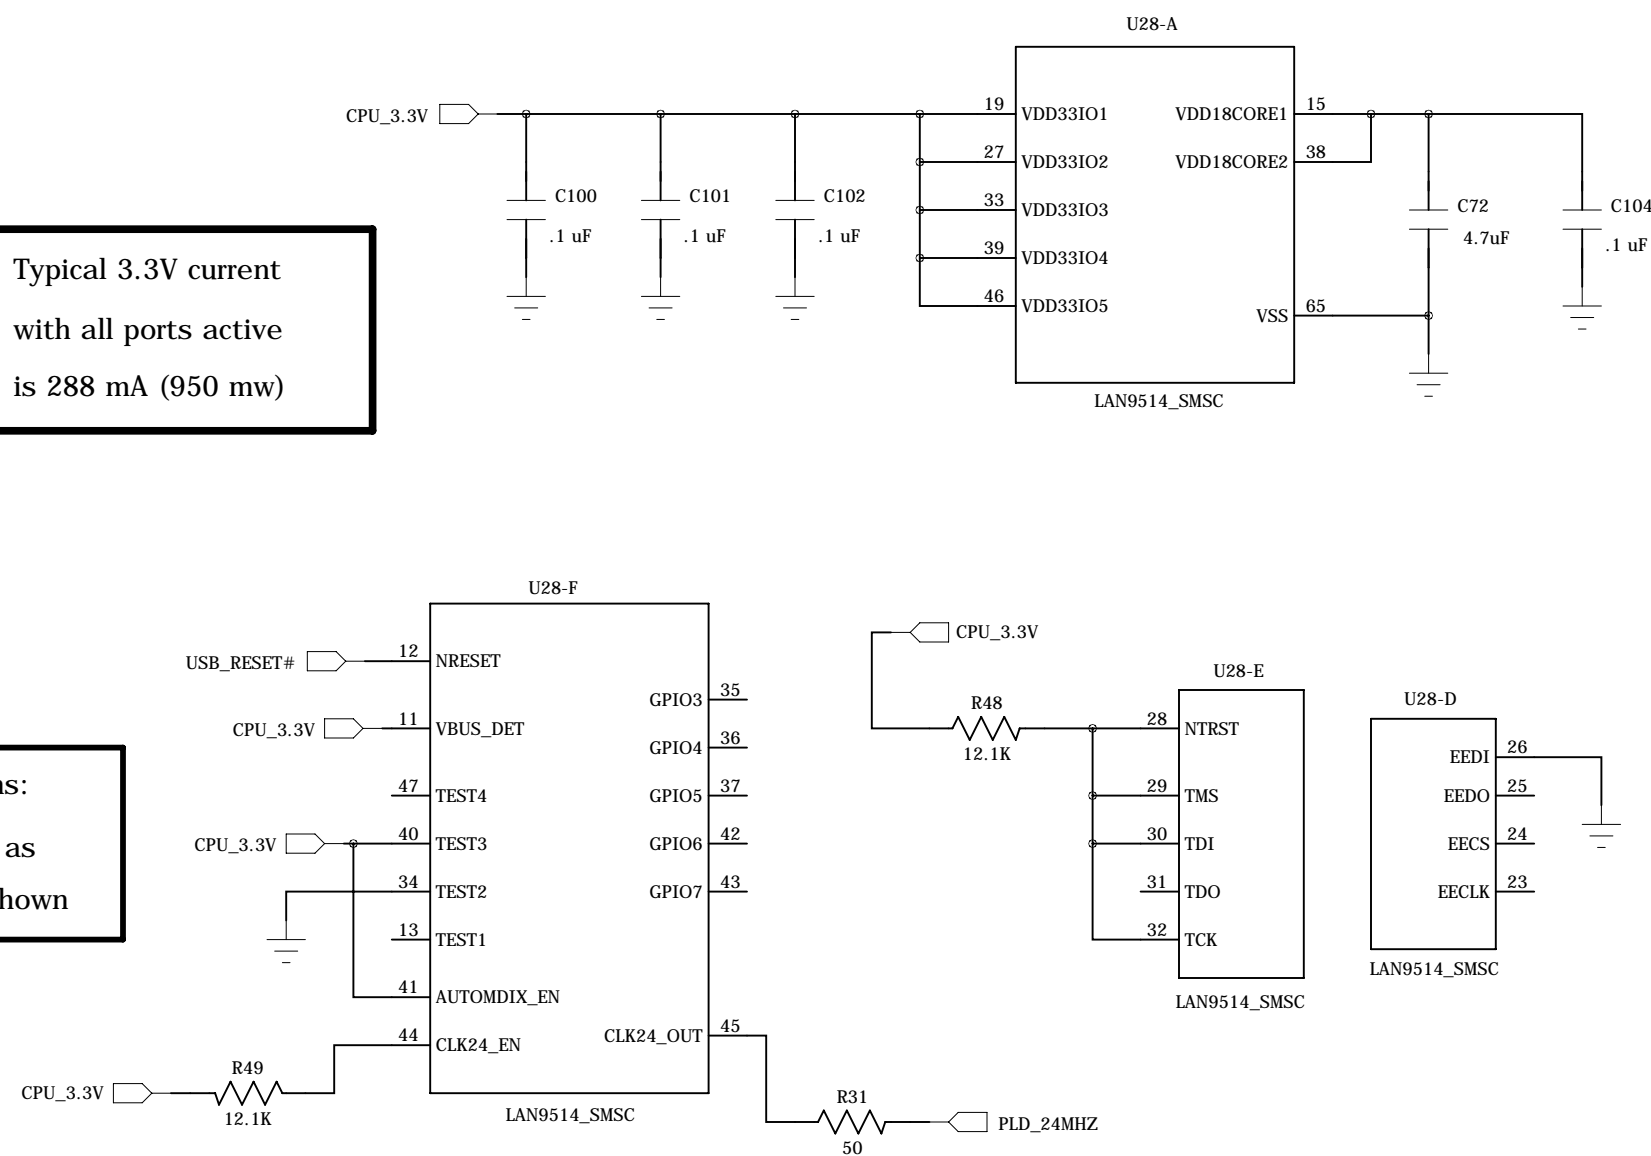 U28-A
CPU_3.3V
19 VDD33IO1 VDD18CORE1 15
27 VDD33IO2 VDD18CORE2 38
33 VDD33IO3
39 VDD33IO4
46 VDD33IO5
VSS 65
LAN9514_SMSC
C100
.1 uF
C101
.1 uF
C102
.1 uF
C72
4.7uF
C104
.1 uF
Typical 3.3V current
with all ports active
is 288 mA (950 mw)
U28-F
USB_RESET# 12 NRESET
CPU_3.3V 11 VBUS_DET
47 TEST4
CPU_3.3V 40 TEST3
34 TEST2
13 TEST1
41 AUTOMDIX_EN
44 CLK24_EN
GPIO3 35
GPIO4 36
GPIO5 37
GPIO6 42
GPIO7 43
CLK24_OUT 45
LAN9514_SMSC
CPU_3.3V
R49
12.1K
R31
50
PLD_24MHZ
as
CPU_3.3V
R48
12.1K
U28-E
28 NTRST
29 TMS
30 TDI
31 TDO
32 TCK
LAN9514_SMSC
U28-D
EEDI 26
EEDO 25
EECS 24
EECLK 23
LAN9514_SMSC